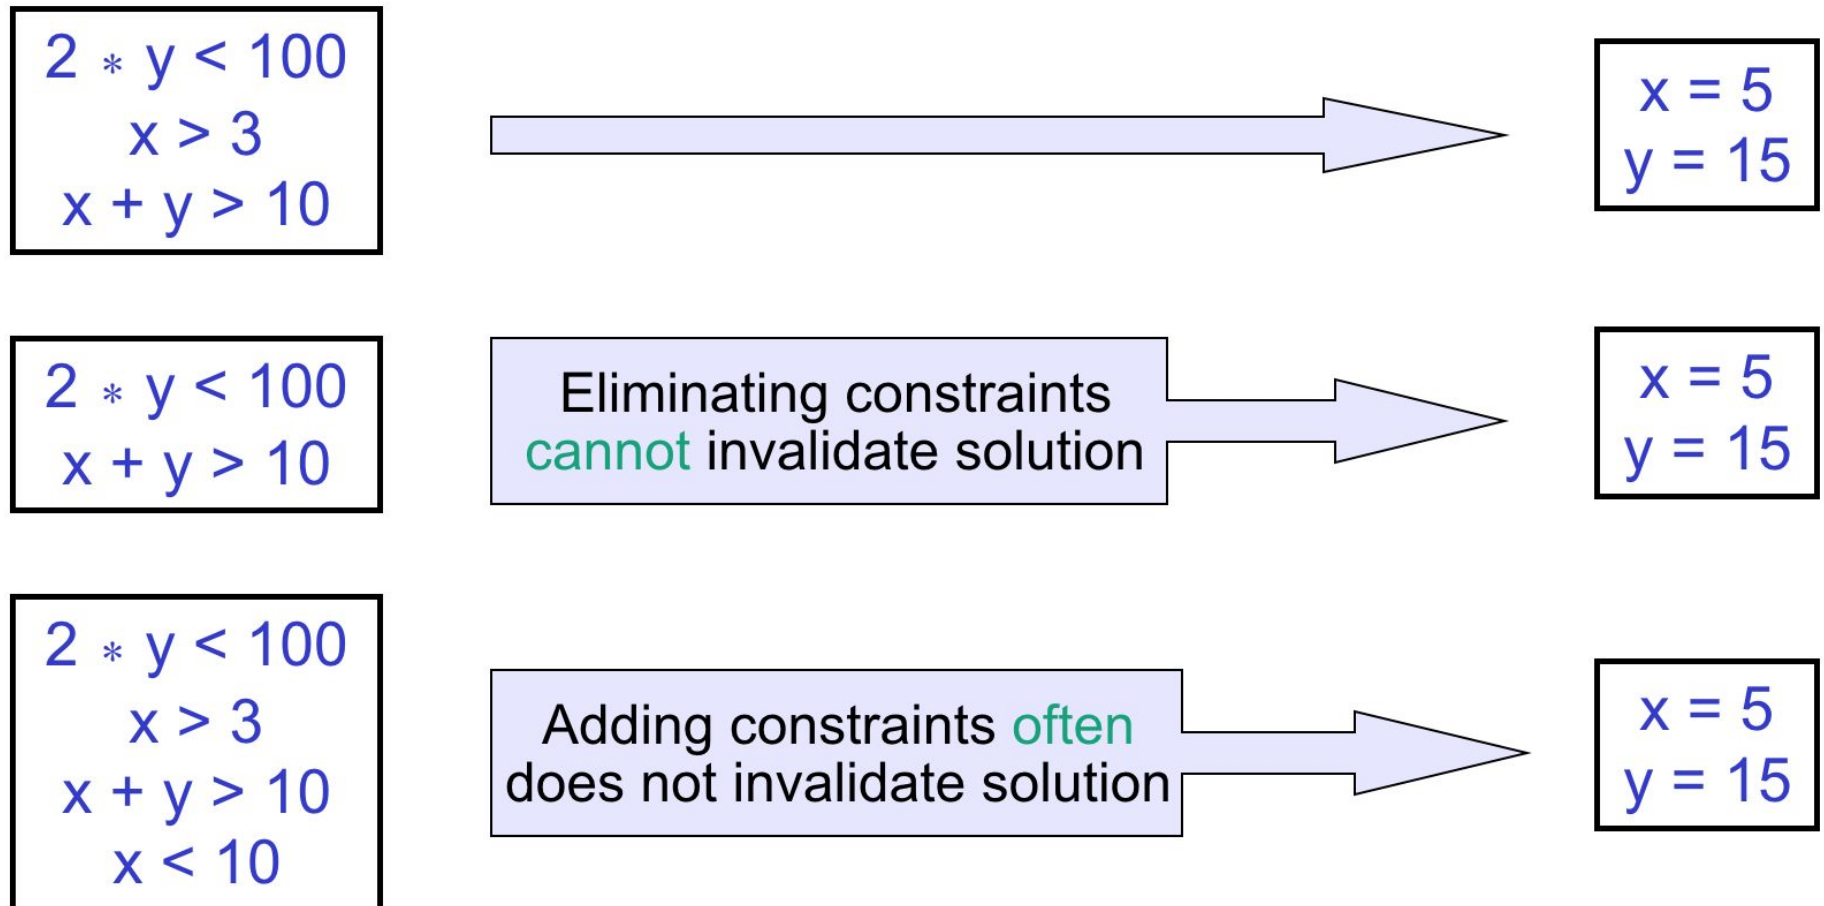 2 * y < 100
x > 3
x + y > 10
x = 5
y = 15
2 * y < 100
x + y > 10
Eliminating constraints
cannot invalidate solution
x = 5
y = 15
2 * y < 100
x > 3
x + y > 10
x < 10
Adding constraints often
does not invalidate solution
x = 5
y = 15